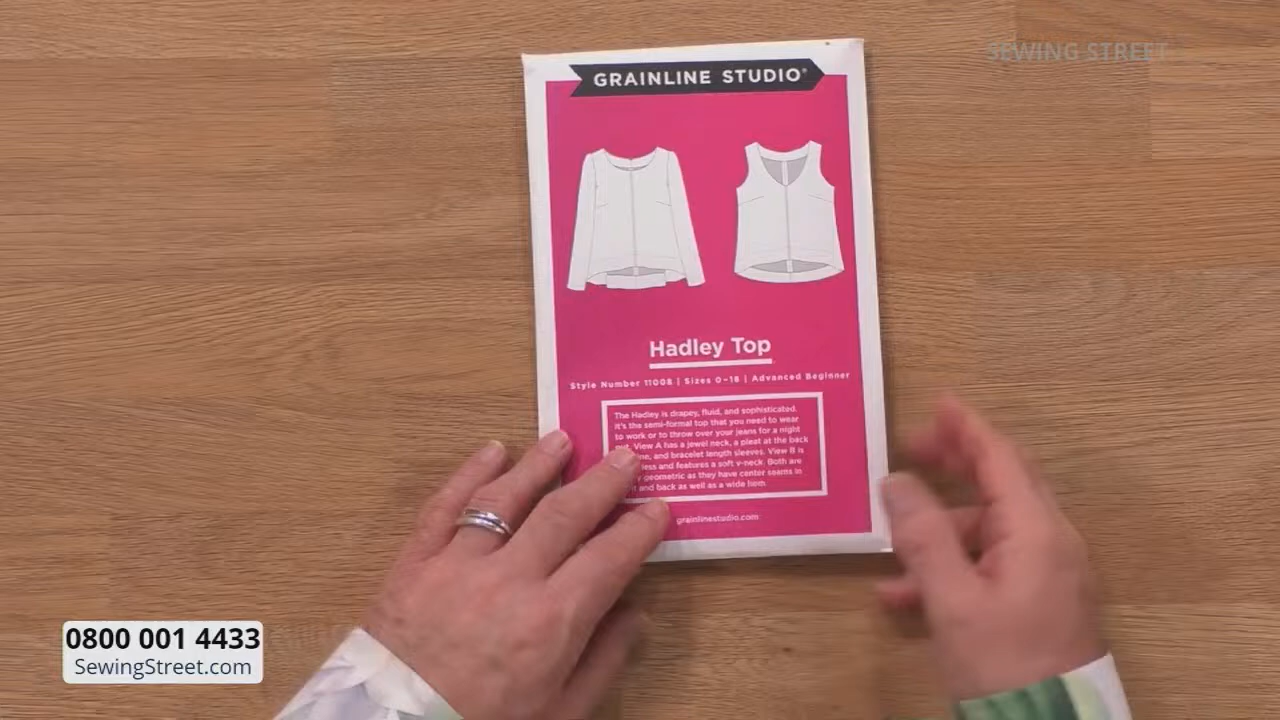 SEWING STREET
GRAINLINE STUDIO®
Hadley Top
Style Number 11008 | Sizes 0-18 | Advanced Beginner
The Hadley is drapey, fluid, and sophisticated.
It's the semi-formal top that you need to wear
to work or to throw over your jeans for a night
View A has a jewel neck, a pleat at the back
and bracelet length sleeves. View B is
and features a soft v-neck. Both are
geometric as they have center seams in
and back as well as a wide hem.
grainlinestudio.com
0800 001 4433
SewingStreet.com